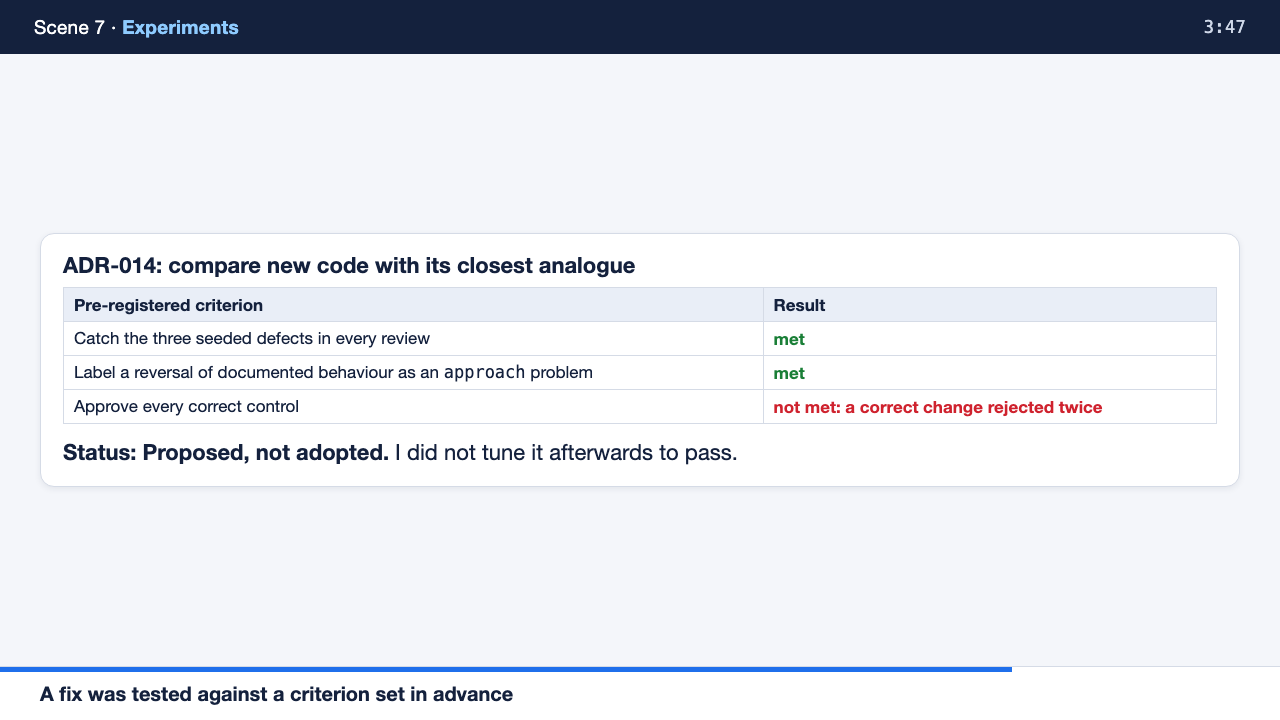 Scene 7 · Experiments
3:47
ADR-014: compare new code with its closest analogue
Pre-registered criterion Result
Catch the three seeded defects in every review met
Label a reversal of documented behaviour as an approach problem met
Approve every correct control not met: a correct change rejected twice
Status: Proposed, not adopted. I did not tune it afterwards to pass.
A fix was tested against a criterion set in advance